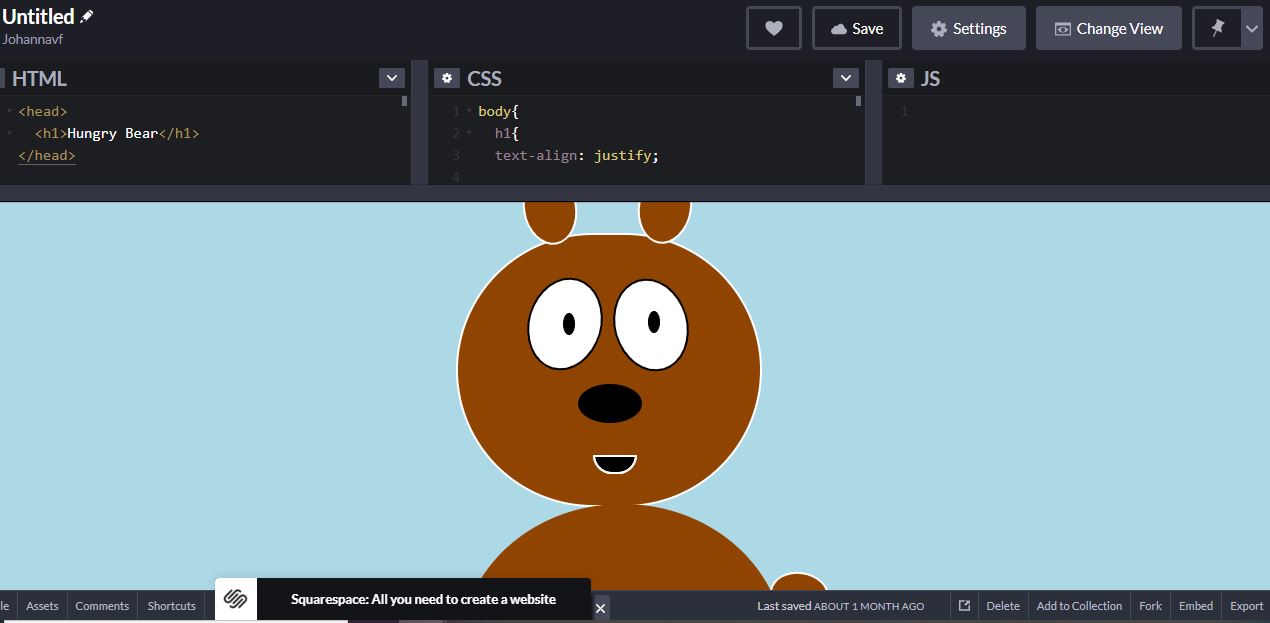 Untitled
Johannavf
Save
Settings
Change View
HTML
CSS
JS
<head>
<h1>Hungry Bear</h1>
</head>
1 body{
2 h1{
3 text-align: justify;
4
1
Squarespace: All you need to create a website
le Assets Comments Shortcuts
Last saved ABOUT 1 MONTH AGO
Delete Add to Collection Fork Embed Export